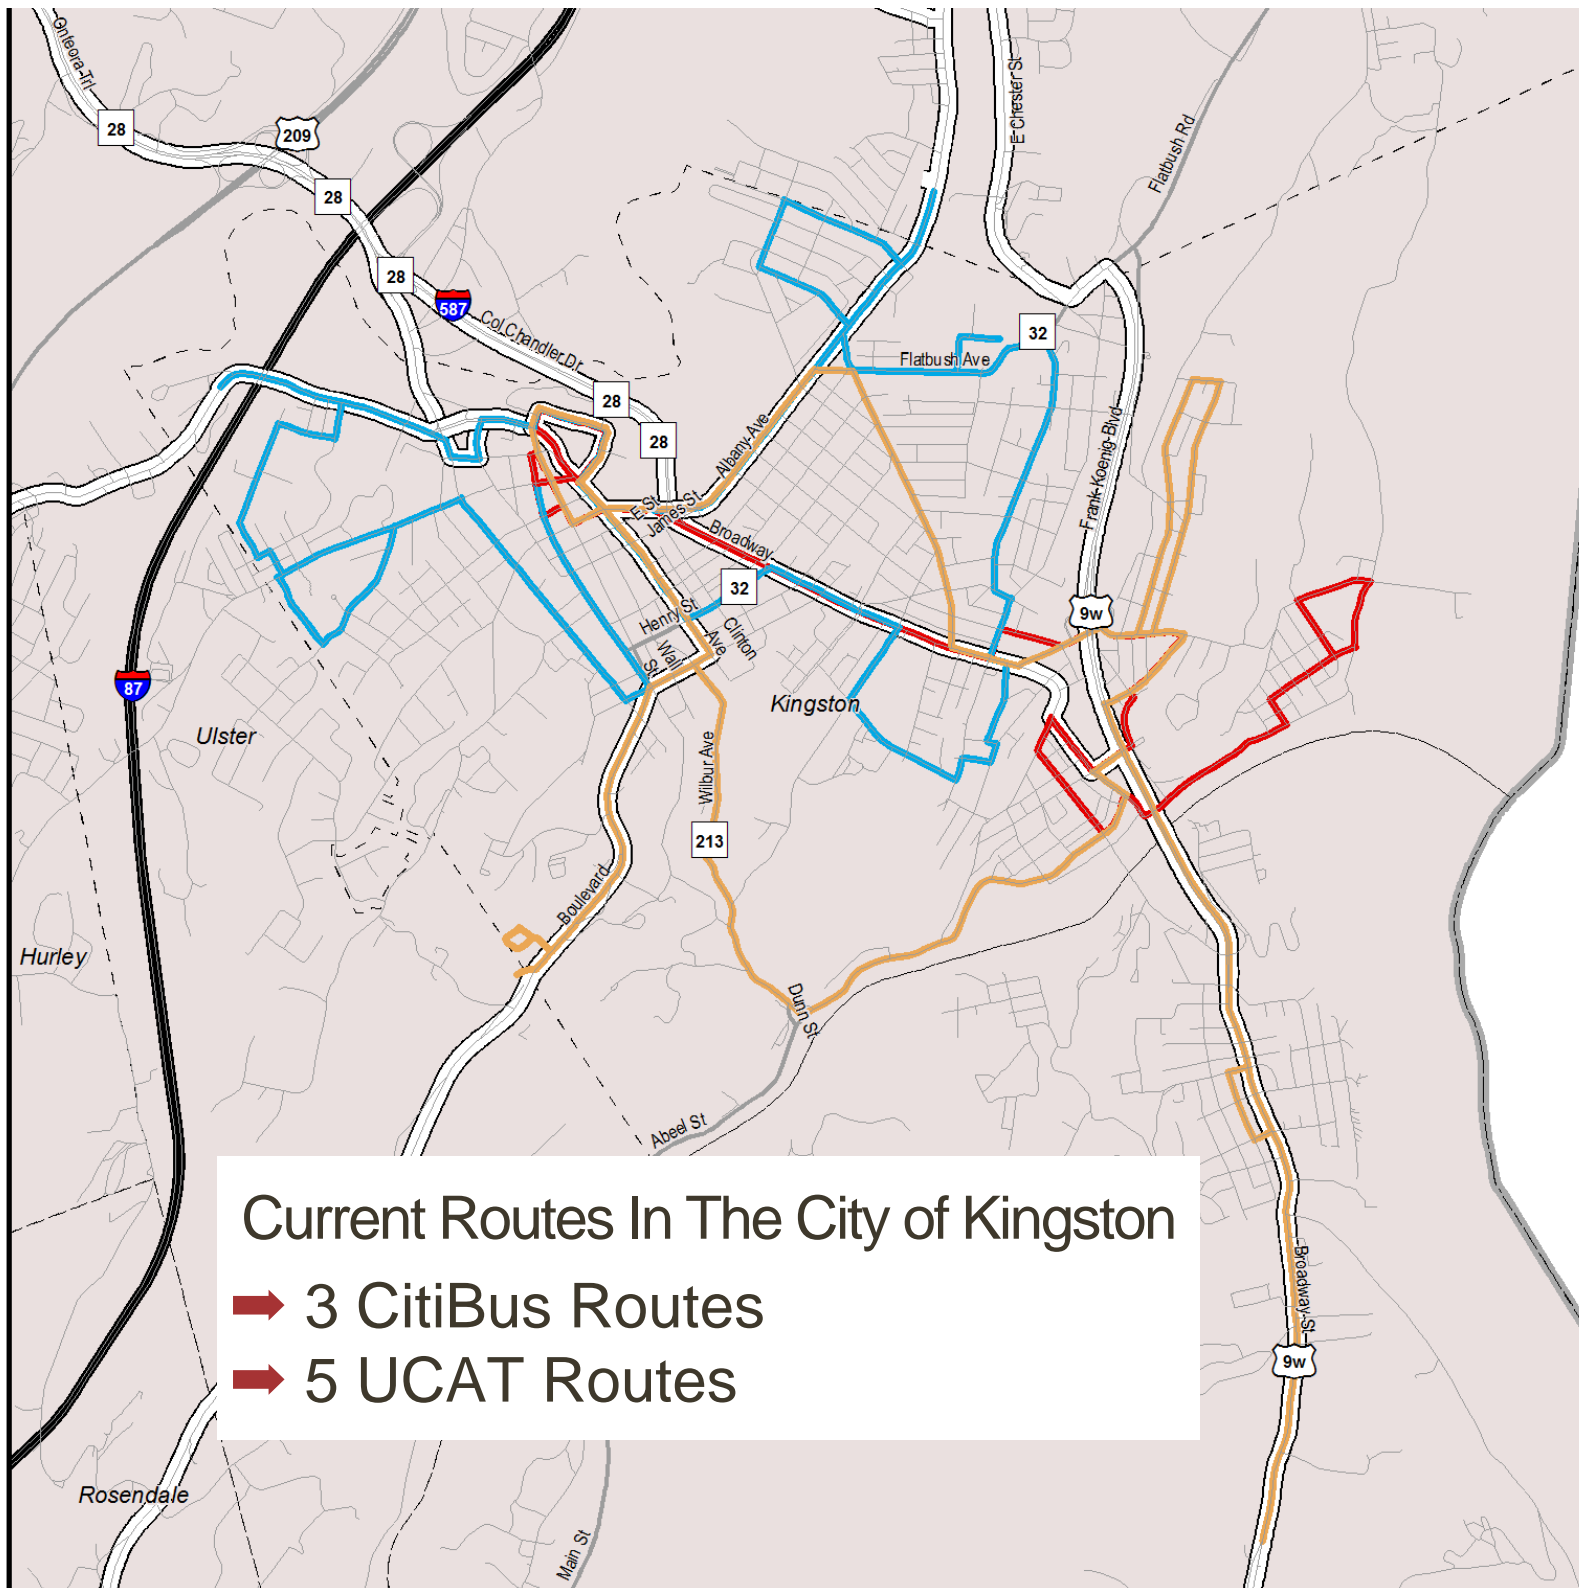 Onteora Trl
28
209
28
28
587
Col Chandler Dr
28
28
E Chester St
Flatbush Rd
32
Flatbush Ave
Albany Ave
Frank Koenig Blvd
E St
James St
Broadway
32
Henry St
Clinton
Ave
Wall
St
9w
87
Ulster
Kingston
Wilbur Ave
213
Boulevard
Hurley
Dunn St
Abeel St
Current Routes In The City of Kingston
3 CitiBus Routes
5 UCAT Routes
Broadway St
9w
Rosendale
Main St